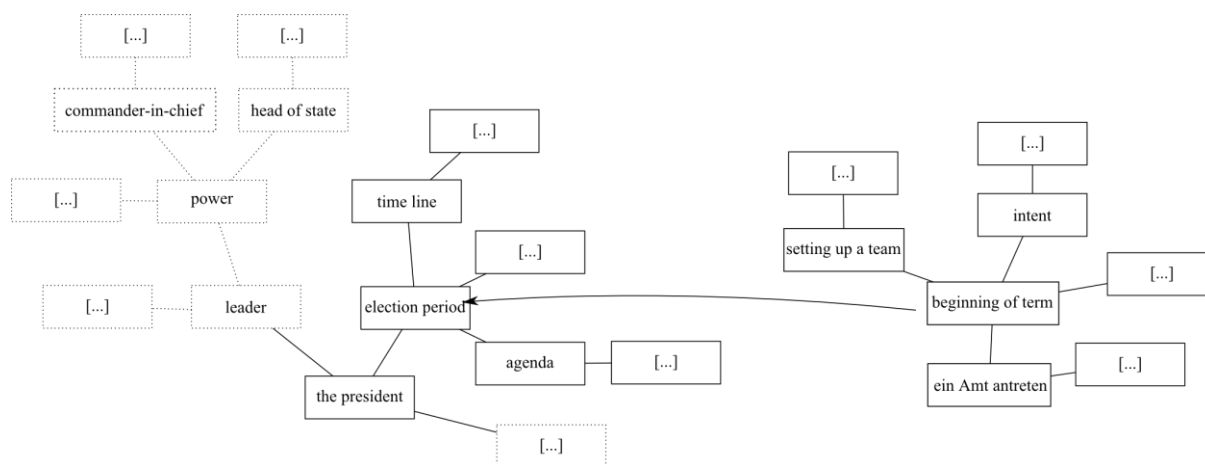 [...]
[...]
commander-in-chief
head of state
[...]
power
[...]
leader
[...]
time line
[...]
election period
agenda
[...]
the president
[...]
[...]
[...]
setting up a team
intent
[...]
beginning of term
ein Amt antreten
[...]